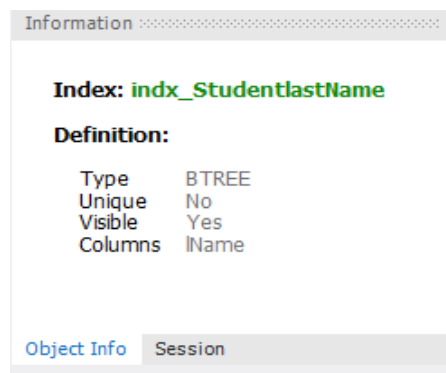 Information
Index: indx_StudentlastName
Definition:
Type BTREE
Unique No
Visible Yes
Columns lName
Object Info Session